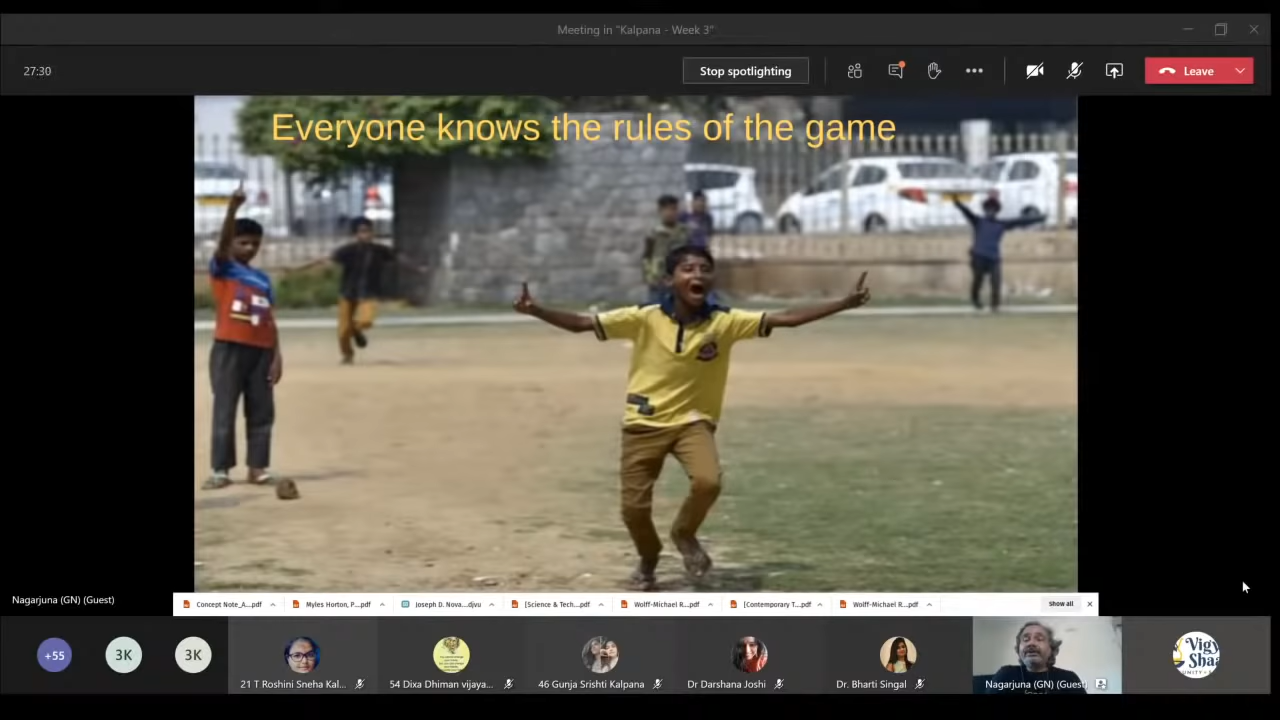 Meeting in "Kalpana - Week 3"
27:30
Stop spotlighting
Leave
Everyone knows the rules of the game
Nagarjuna (GN) (Guest)
Concept Note_A....pdf
Myles Horton, P....pdf
Joseph D. Nova...djvu
[Science & Tech...pdf
Wolff-Michael R....pdf
[Contemporary T....pdf
Wolff-Michael R....pdf
Show all
+55
3K
3K
21 T Roshini Sneha Kal...
54 Dixa Dhiman vijaya...
46 Gunja Srishti Kalpana
Dr Darshana Joshi
Dr. Bharti Singal
Nagarjuna (GN) (Guest)
Vigy
Shaa